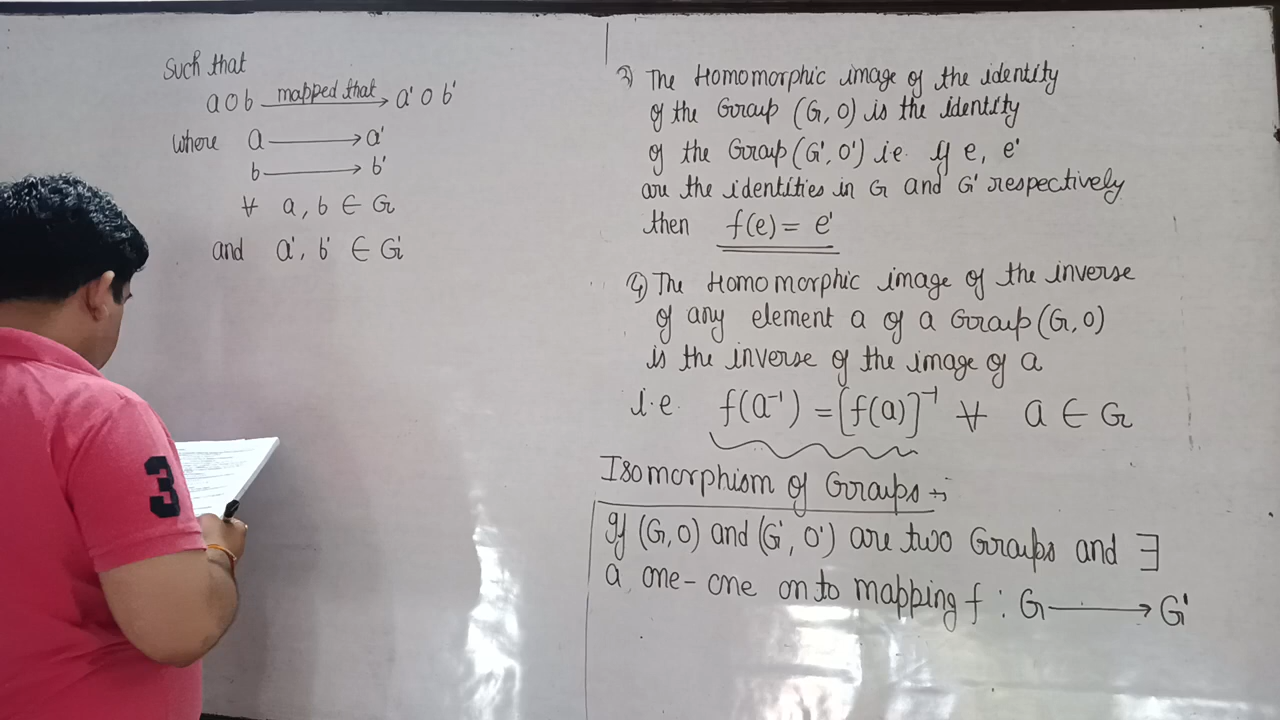 Such that
a o b mapped that a' o b'
where a ⟶ a'
b ⟶ b'
∀ a, b ∈ G
and a', b' ∈ G'
3) The Homomorphic image of the identity
of the Group (G, o) is the identity
of the Group (G', o') i.e. If e, e'
are the identities in G and G' respectively
then f(e) = e'
4) The Homomorphic image of the inverse
of any element a of a Group (G, o)
is the inverse of the image of a
i.e. f(a⁻¹) = [f(a)]⁻¹ ∀ a ∈ G
Isomorphism of Groups :-
If (G, o) and (G', o') are two Groups and ∃
a one-one on to mapping f : G ⟶ G'
3